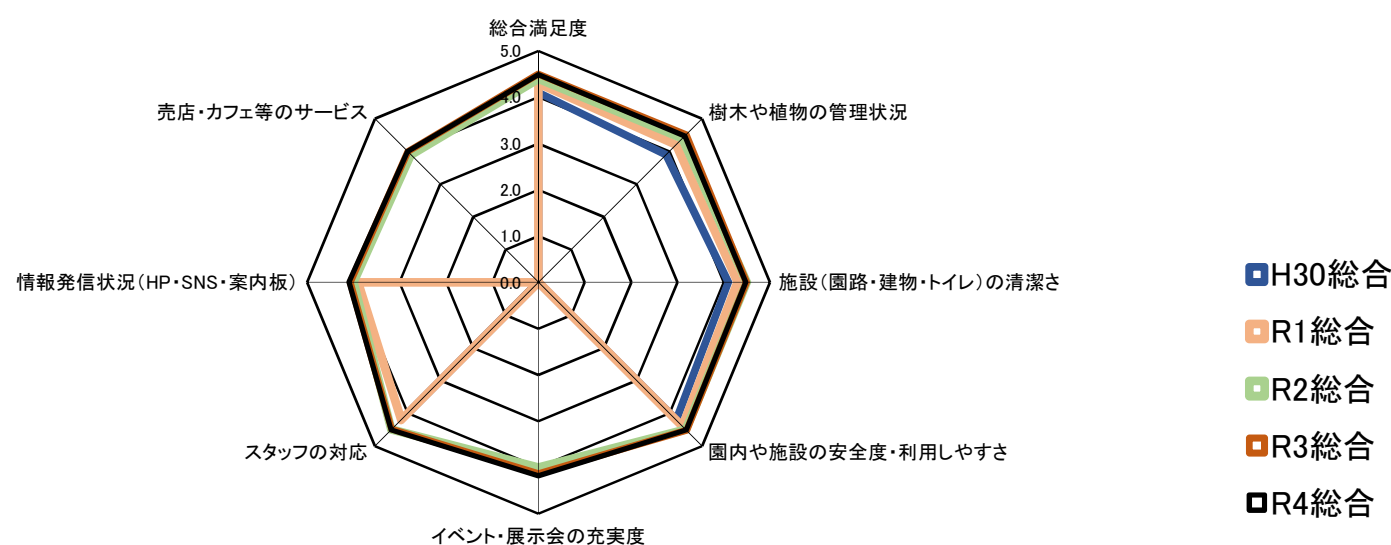 総合満足度
5.0
売店・カフェ等のサービス
樹木や植物の管理状況
4.0
3.0
2.0
1.0
情報発信状況(HP・SNS・案内板)
0.0
施設(園路・建物・トイレ)の清潔さ
スタッフの対応
園内や施設の安全度・利用しやすさ
イベント・展示会の充実度
H30総合
R1総合
R2総合
R3総合
R4総合